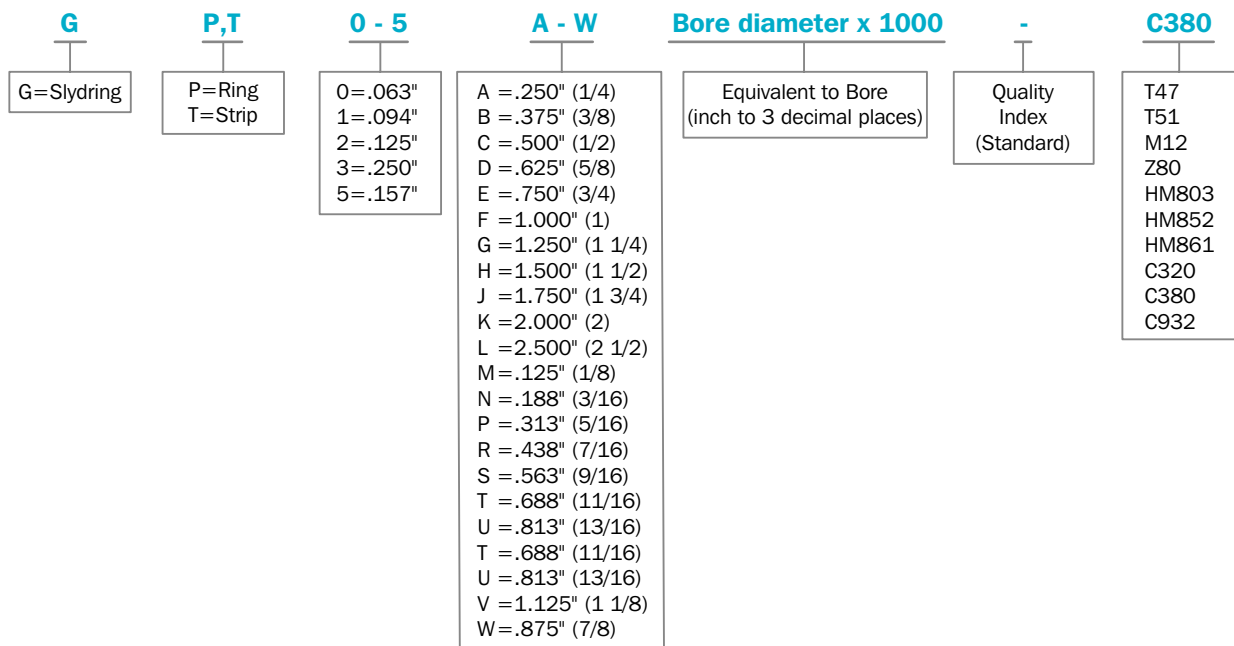 G P,T 0 - 5 A - W Bore diameter x 1000 - C380
G=Slydring
P=Ring
T=Strip
0=.063"
1=.094"
2=.125"
3=.250"
5=.157"
A =.250" (1/4)
B =.375" (3/8)
C =.500" (1/2)
D =.625" (5/8)
E =.750" (3/4)
F =1.000" (1)
G =1.250" (1 1/4)
H =1.500" (1 1/2)
J =1.750" (1 3/4)
K =2.000" (2)
L =2.500" (2 1/2)
M =.125" (1/8)
N =.188" (3/16)
P =.313" (5/16)
R =.438" (7/16)
S =.563" (9/16)
T =.688" (11/16)
U =.813" (13/16)
T =.688" (11/16)
U =.813" (13/16)
V =1.125" (1 1/8)
W =.875" (7/8)
Equivalent to Bore
(inch to 3 decimal places)
Quality
Index
(Standard)
T47
T51
M12
Z80
HM803
HM852
HM861
C320
C380
C932